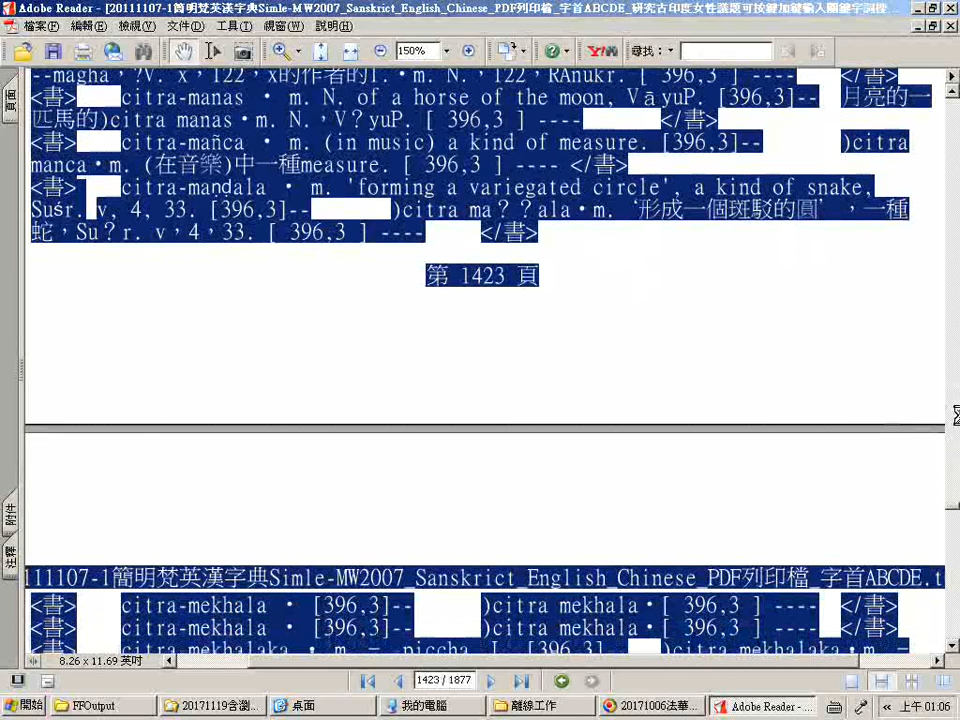 Adobe Reader - [20111107-1簡明梵英漢字典Simle-MW2007_Sanskrict_English_Chinese_PDF列印檔_字首ABCDE_研究古印度女性議題可按鍵加鍵輸入關鍵字詞搜
檔案(F) 編輯(E) 檢視(V) 文件(D) 工具(T) 視窗(W) 說明(H)
150% 尋找：
頁面
--magha，?V. x，122，x的作者的1.‧m. N.，122，RAnukr. [ 396,3 ] ---- </書>
<書> citra-manas ‧ m. N. of a horse of the moon, VāyuP. [396,3]-- 月亮的一
匹馬的)citra manas‧m. N.，V?yuP. [ 396,3 ] ---- </書>
<書> citra-mañca ‧ m. (in music) a kind of measure. [396,3]-- )citra
manca‧m. (在音樂)中一種measure. [ 396,3 ] ---- </書>
<書> citra-maṇḍala ‧ m. 'forming a variegated circle', a kind of snake,
Suśr. v, 4, 33. [396,3]-- )citra ma??ala‧m.‘形成一個斑駁的圓’，一種
蛇，Su?r. v，4，33. [ 396,3 ] ---- </書>
第 1423 頁
111107-1簡明梵英漢字典Simle-MW2007_Sanskrict_English_Chinese_PDF列印檔_字首ABCDE.t
<書> citra-mekhala ‧ [396,3]-- )citra mekhala‧[ 396,3 ] ---- </書>
<書> citra-mekhala ‧ [396,3]-- )citra mekhala‧[ 396,3 ] ---- </書>
附件
注釋
8.26 x 11.69 英吋
1423 / 1877
開始 FFOutput 20171119含瀏... 桌面 我的電腦 離線工作 20171006法華... Adobe Reader - ... 上午 01:06